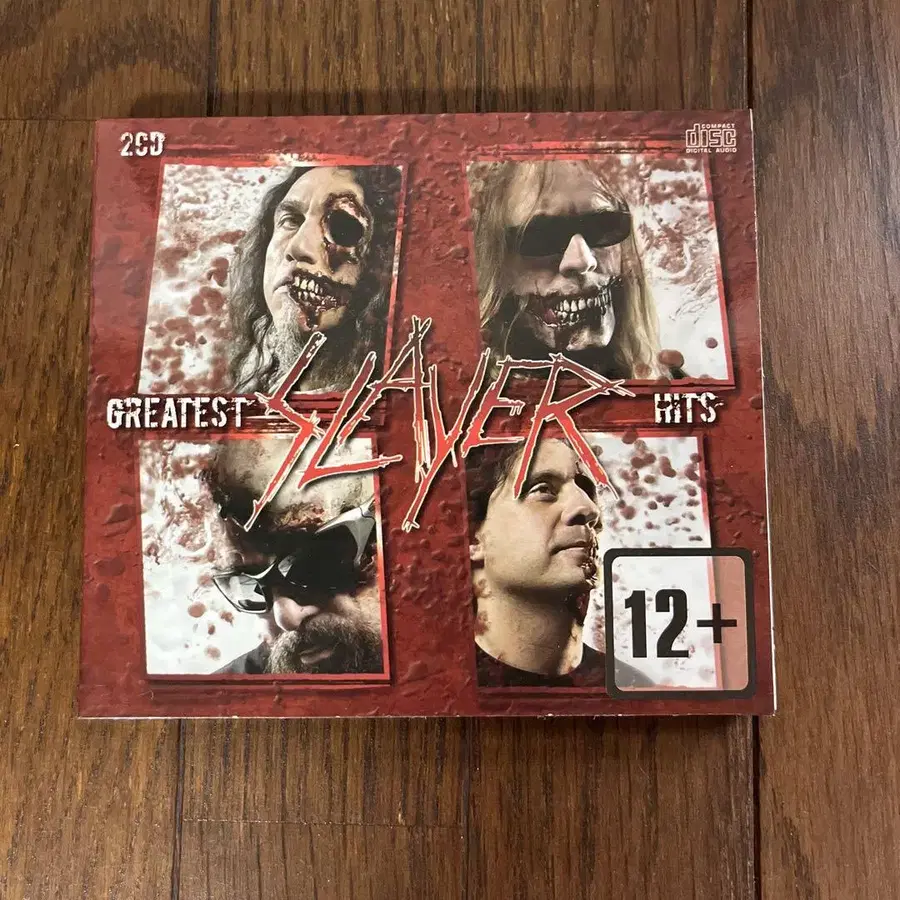 2CD
COMPACT
disc
DIGITAL AUDIO
GREATEST
SLAYER
HITS
12+